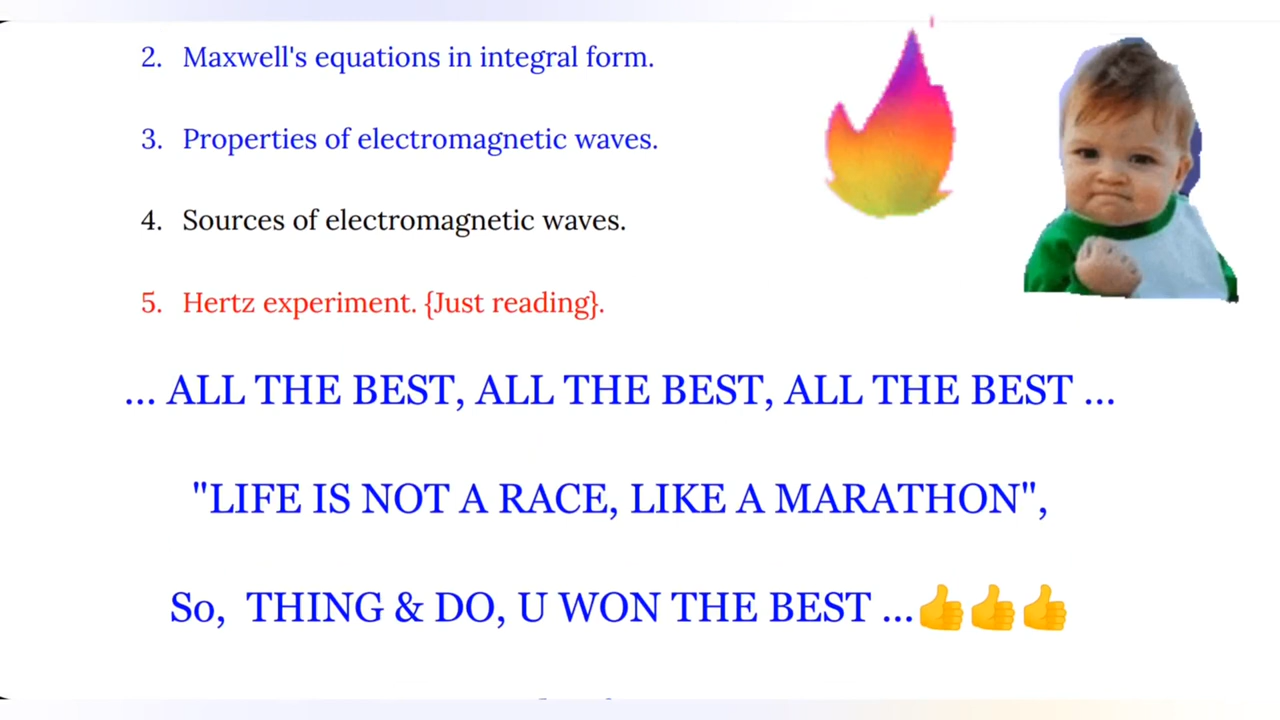 2. Maxwell's equations in integral form.
3. Properties of electromagnetic waves.
4. Sources of electromagnetic waves.
5. Hertz experiment. {Just reading}.
... ALL THE BEST, ALL THE BEST, ALL THE BEST ...
"LIFE IS NOT A RACE, LIKE A MARATHON",
So, THING & DO, U WON THE BEST ...👍👍👍